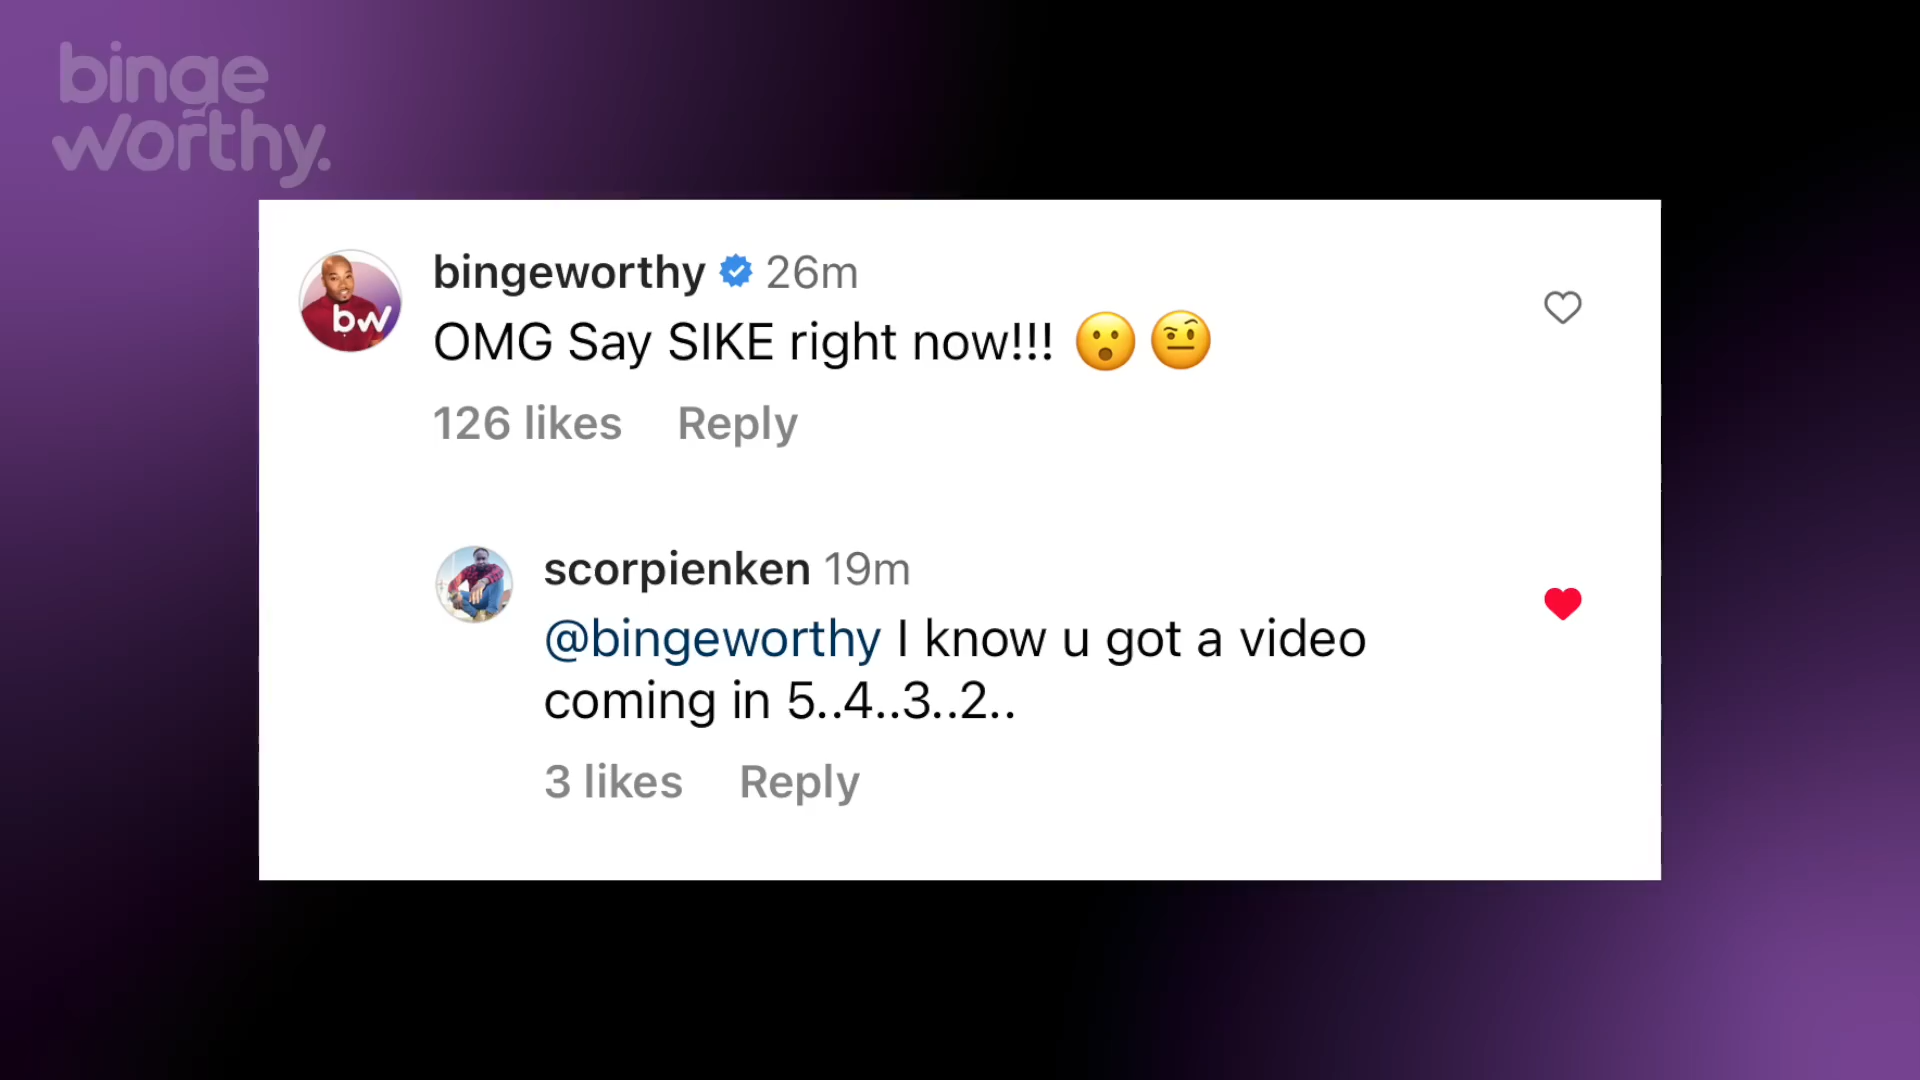 binge
worthy.
bingeworthy 26m
OMG Say SIKE right now!!! 😮 🤨
126 likes Reply
bw
scorpienken 19m
@bingeworthy I know u got a video
coming in 5..4..3..2..
3 likes Reply